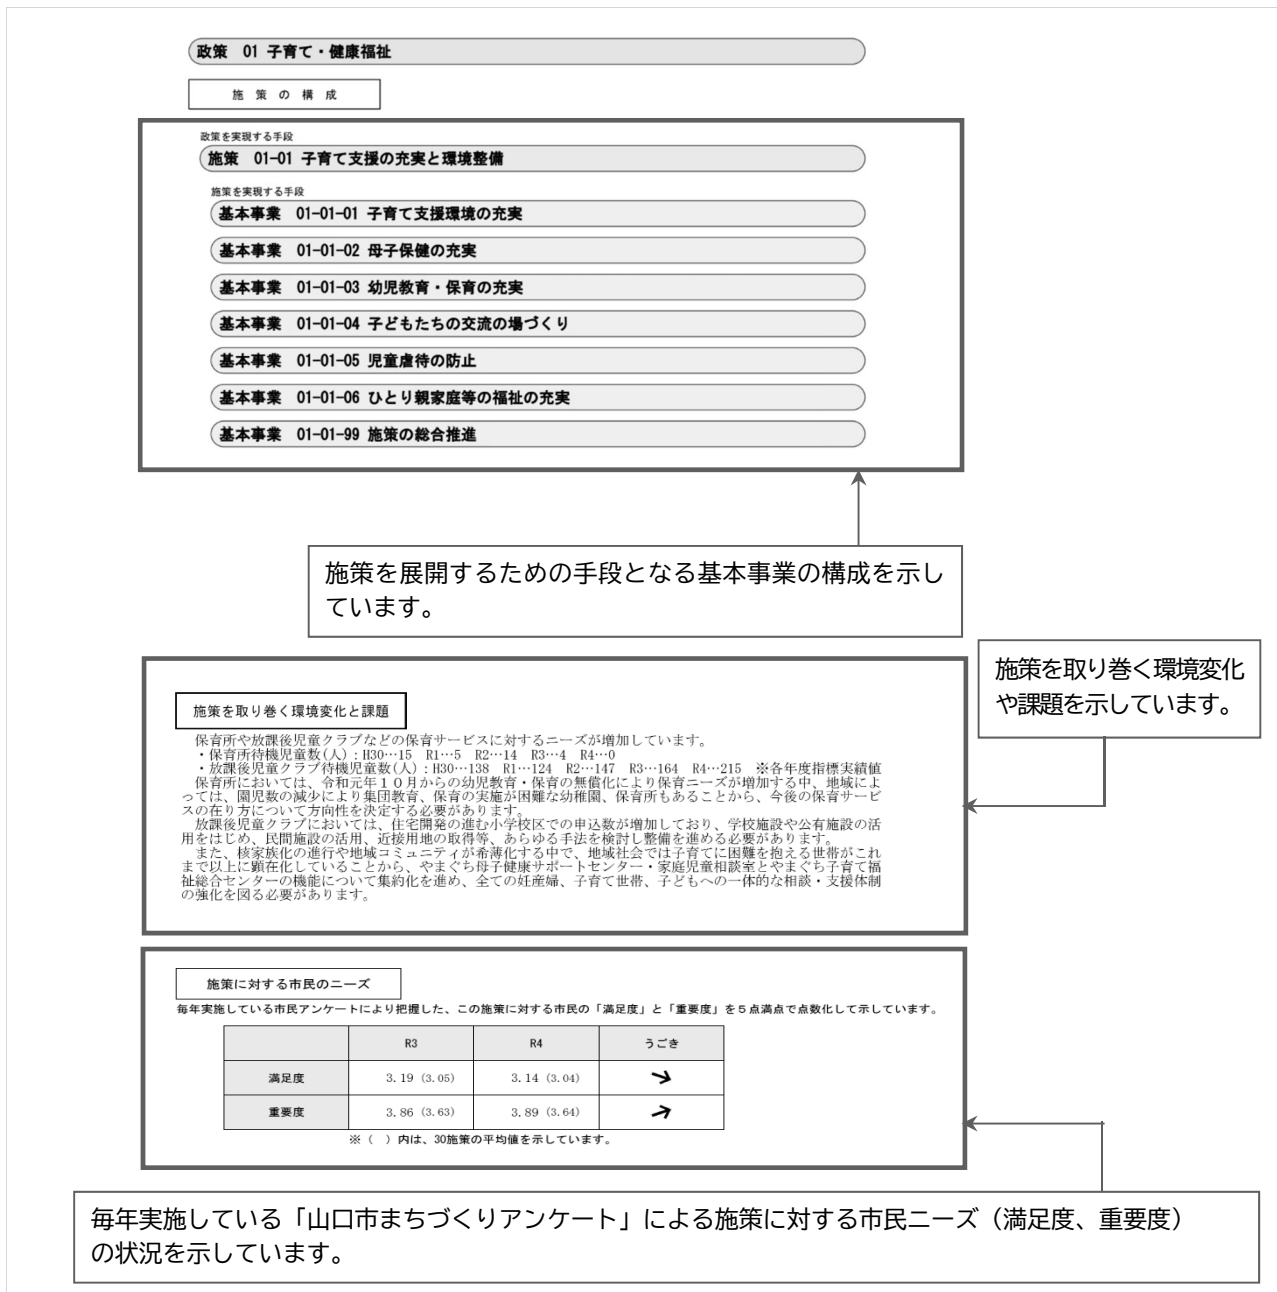 政策　01 子育て・健康福祉
施 策 の 構 成
政策を実現する手段
施策　01-01 子育て支援の充実と環境整備
施策を実現する手段
基本事業　01-01-01 子育て支援環境の充実
基本事業　01-01-02 母子保健の充実
基本事業　01-01-03 幼児教育・保育の充実
基本事業　01-01-04 子どもたちの交流の場づくり
基本事業　01-01-05 児童虐待の防止
基本事業　01-01-06 ひとり親家庭等の福祉の充実
基本事業　01-01-99 施策の総合推進
施策を展開するための手段となる基本事業の構成を示し
ています。
施策を取り巻く環境変化
や課題を示しています。
施策を取り巻く環境変化と課題
保育所や放課後児童クラブなどの保育サービスに対するニーズが増加しています。
・保育所待機児童数(人)：H30…15　R1…5　R2…14　R3…4　R4…0
・放課後児童クラブ待機児童数(人)：H30…138　R1…124　R2…147　R3…164　R4…215　※各年度指標実績値
保育所においては、令和元年１０月からの幼児教育・保育の無償化により保育ニーズが増加する中、地域によ
っては、園児数の減少により集団教育、保育の実施が困難な幼稚園、保育所もあることから、今後の保育サービ
スの在り方について方向性を決定する必要があります。
放課後児童クラブにおいては、住宅開発の進む小学校区での申込数が増加しており、学校施設や公有施設の活
用をはじめ、民間施設の活用、近接用地の取得等、あらゆる手法を検討し整備を進める必要があります。
また、核家族化の進行や地域コミュニティが希薄化する中で、地域社会では子育てに困難を抱える世帯がこれ
まで以上に顕在化していることから、やまぐち母子健康サポートセンター・家庭児童相談室とやまぐち子育て福
祉総合センターの機能について集約化を進め、全ての妊産婦、子育て世帯、子どもへの一体的な相談・支援体制
の強化を図る必要があります。
施策に対する市民のニーズ
毎年実施している市民アンケートにより把握した、この施策に対する市民の「満足度」と「重要度」を５点満点で点数化して示しています。
R3　R4　うごき
満足度　3.19 (3.05)　3.14 (3.04)
重要度　3.86 (3.63)　3.89 (3.64)
※（　）内は、30施策の平均値を示しています。
毎年実施している「山口市まちづくりアンケート」による施策に対する市民ニーズ（満足度、重要度）
の状況を示しています。